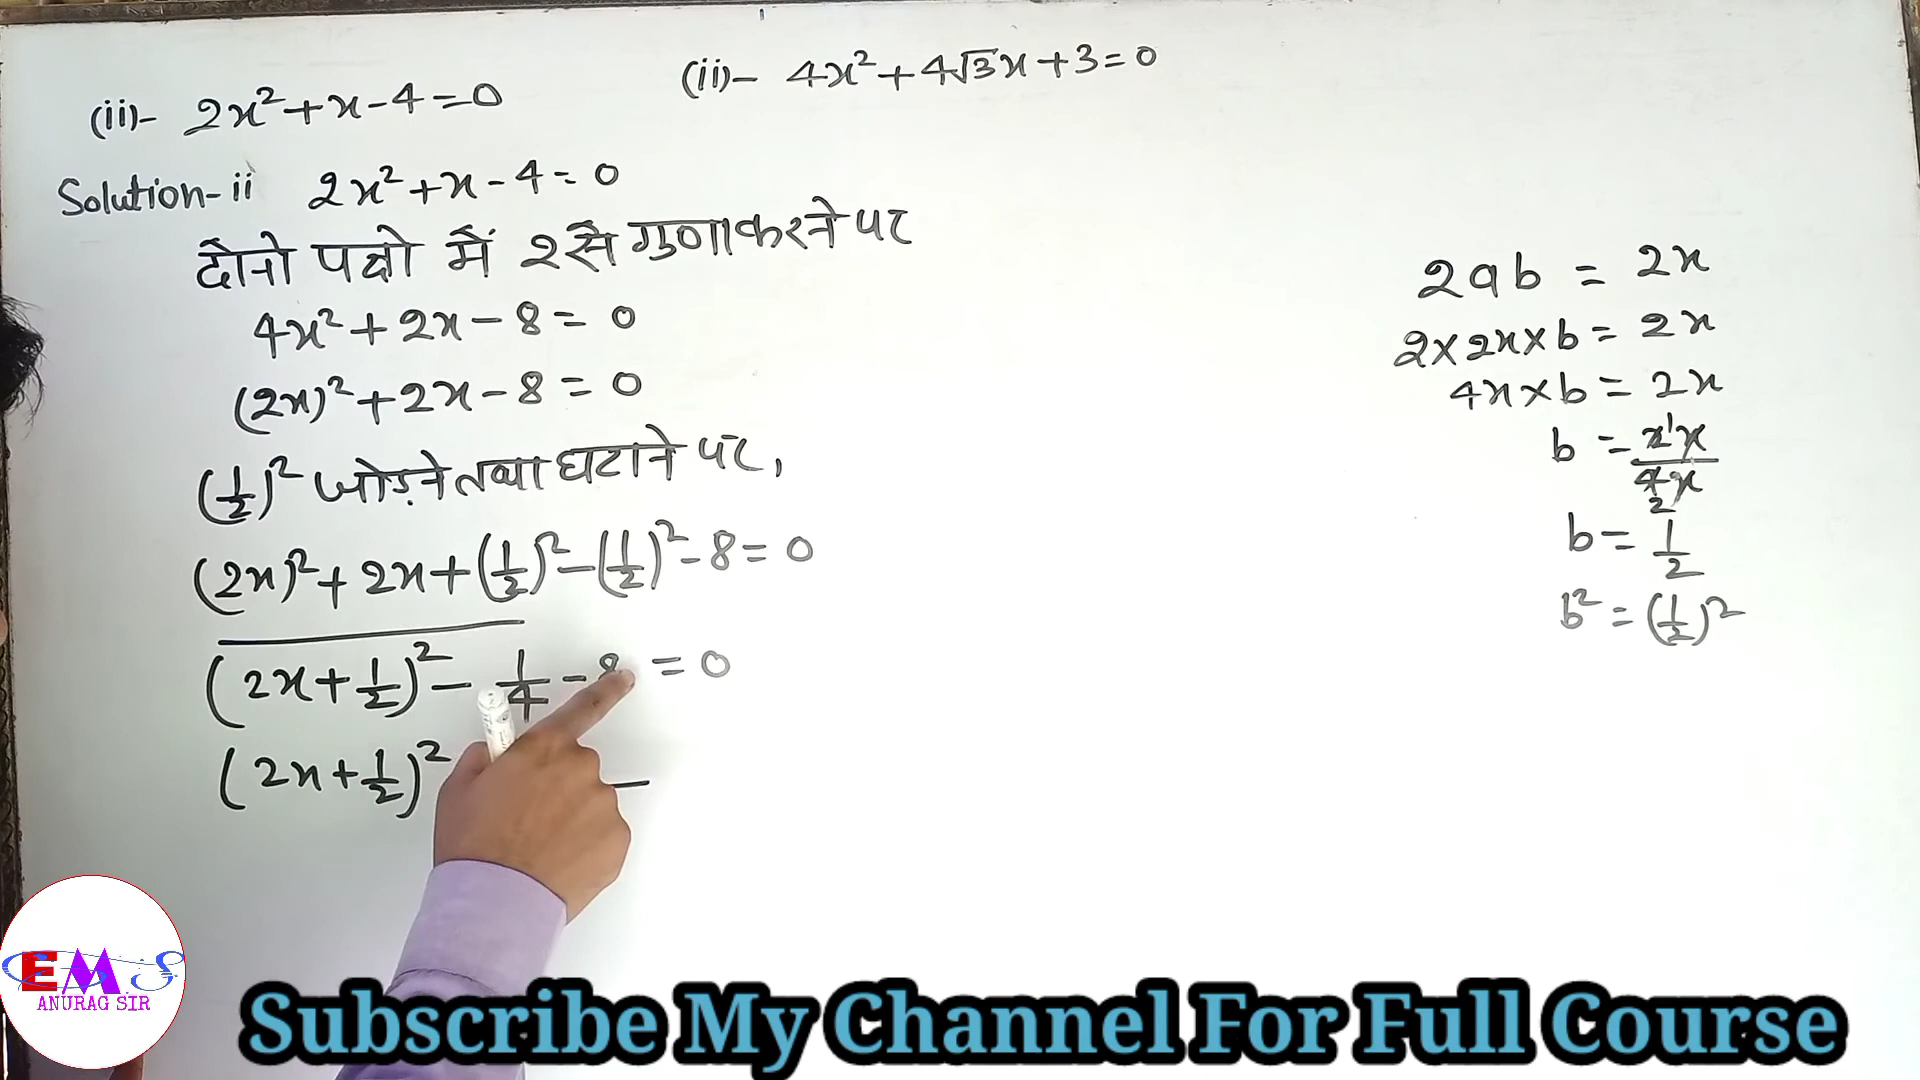 (ii)- 2x²+x-4=0
(ii)- 4x²+4√3x+3=0
Solution-ii 2x²+x-4=0
दोनो पक्षो में 2 से गुणा करने पर
4x²+2x-8=0
(2x)²+2x-8=0
(1/2)² जोड़ने तथा घटाने पर,
(2x)²+2x+(1/2)²-(1/2)²-8=0
(2x+1/2)²-1/4-8=0
(2x+1/2)²
2ab = 2x
2×2x×b=2x
4x×b=2x
b=2x/4x
1
2
b=1/2
b²=(1/2)²
EMS
ANURAG SIR
Subscribe My Channel For Full Course